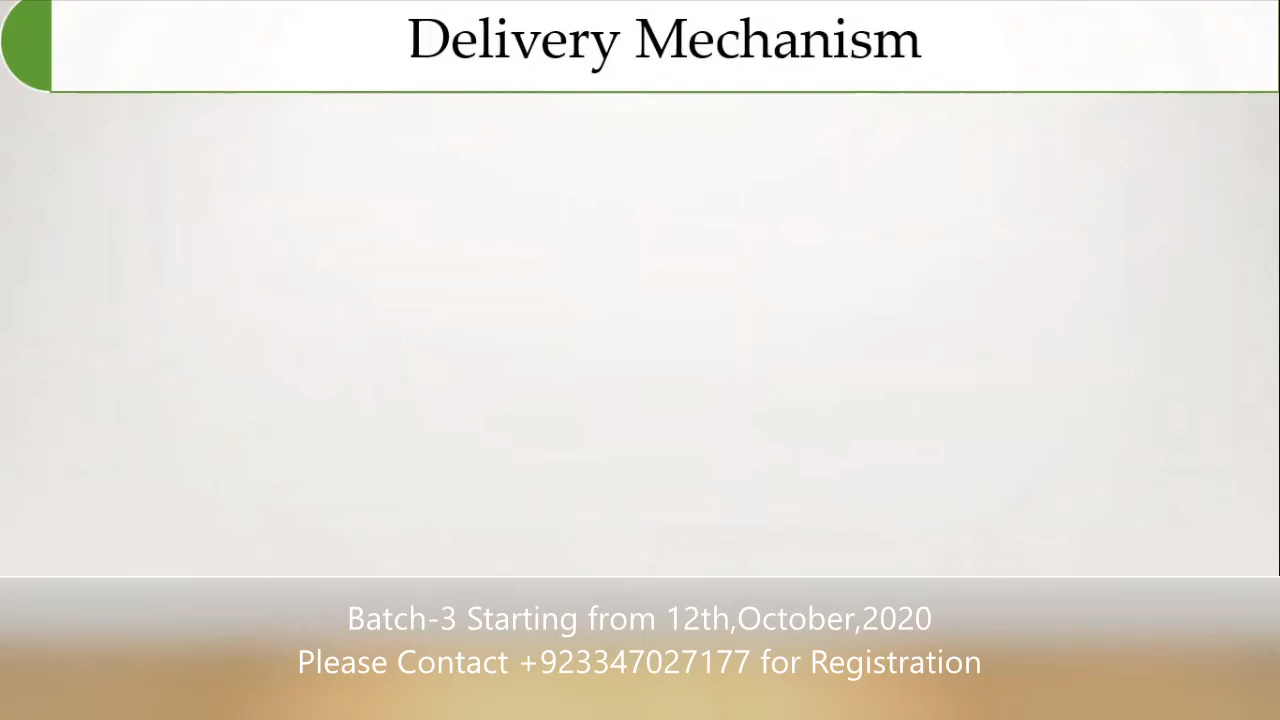 Delivery Mechanism
Batch-3 Starting from 12th,October,2020
Please Contact +923347027177 for Registration